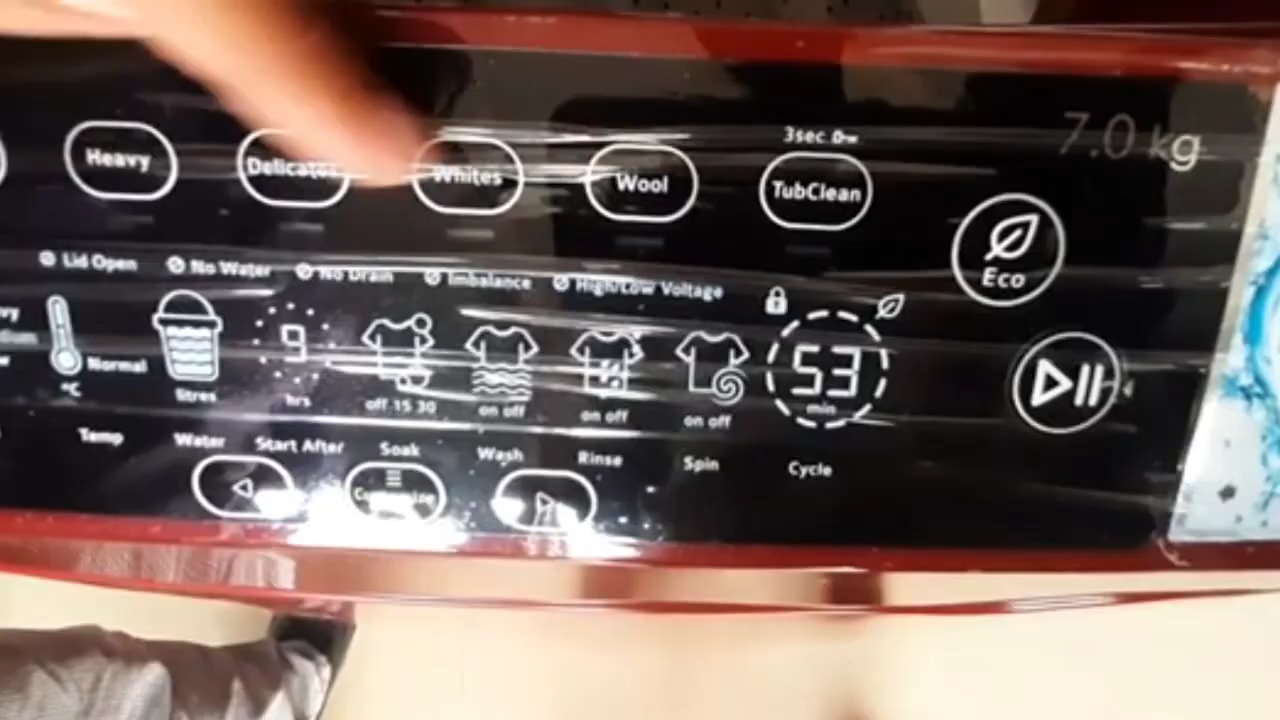 7.0 kg
3sec
Heavy
Delicates
Whites
Wool
TubClean
Eco
Lid Open
No Water
No Drain
Imbalance
High/Low Voltage
9
53
Normal
°C
litres
hrs
off 15 30
on off
on off
on off
min
Temp
Water
Start After
Soak
Wash
Rinse
Spin
Cycle
Customize